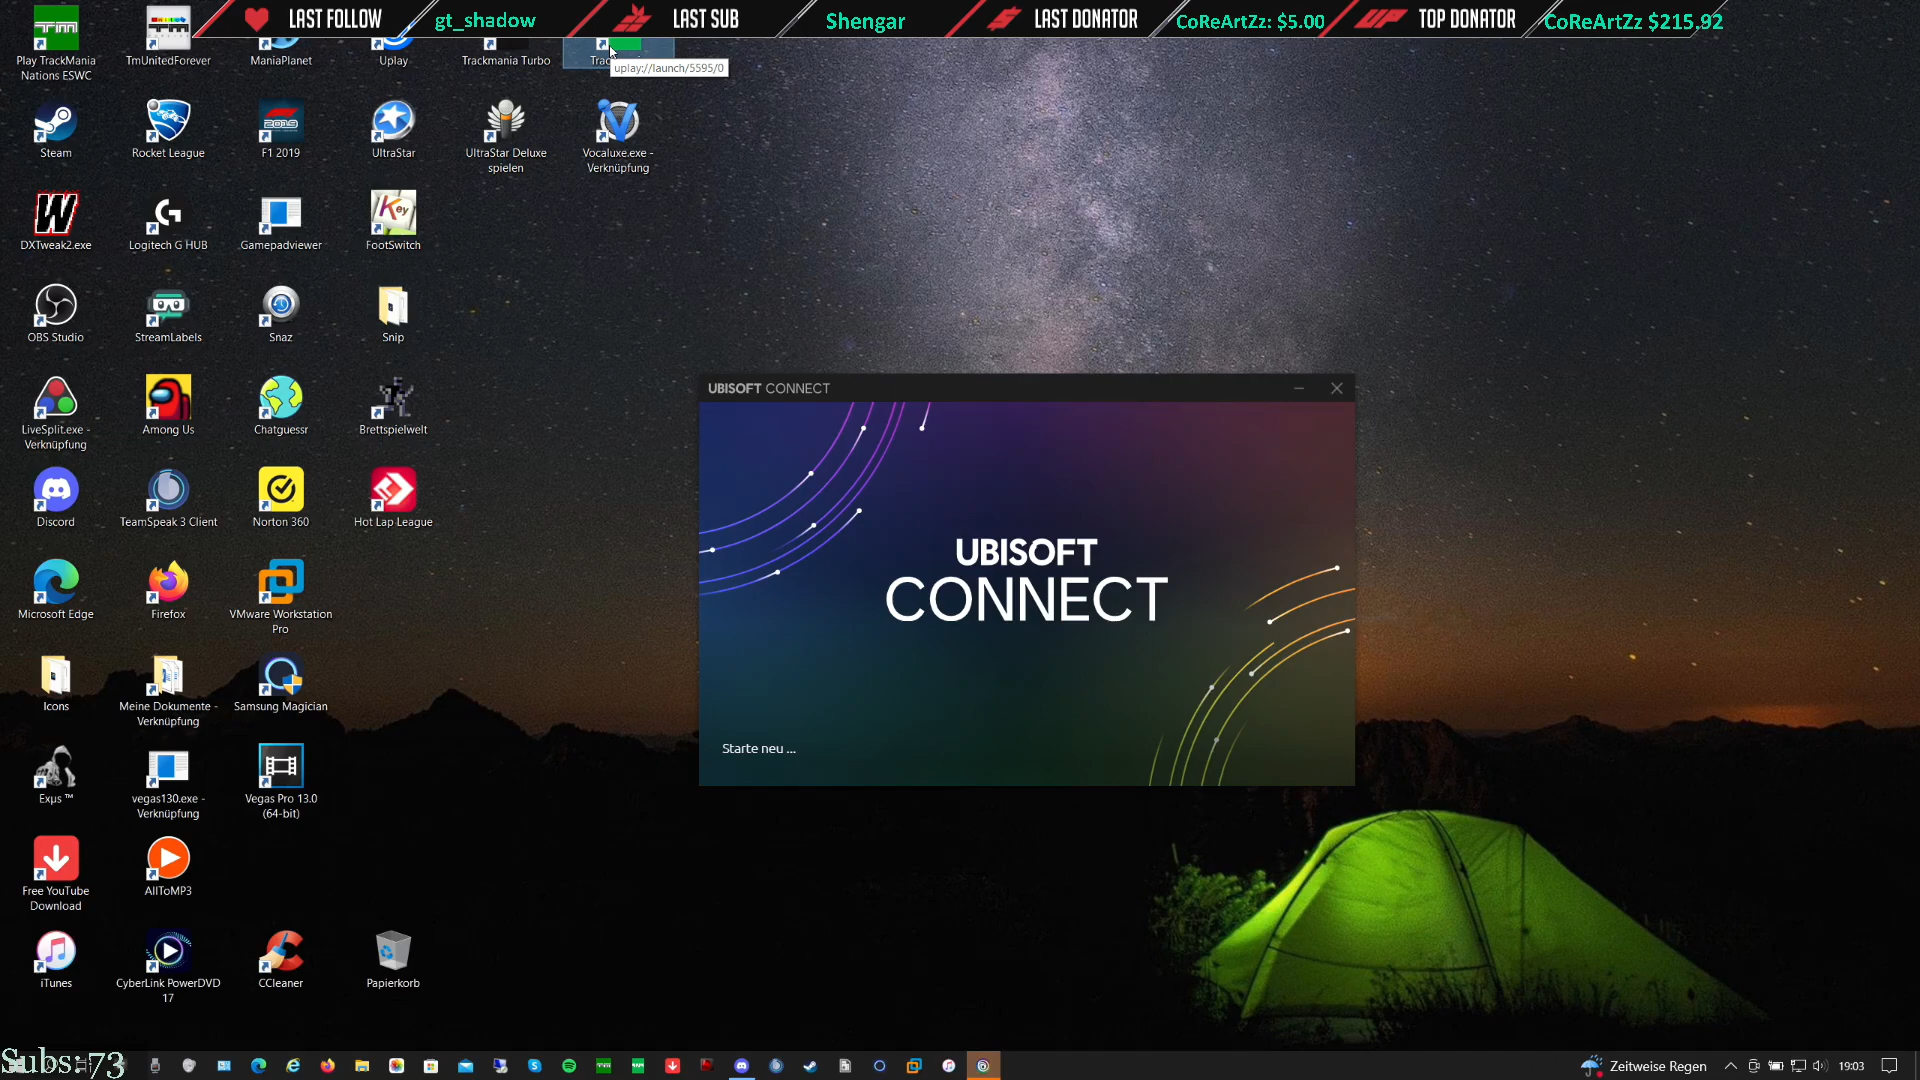 LAST FOLLOW
gt_shadow
LAST SUB
Shengar
LAST DONATOR
CoReArtZz: $5.00
TOP DONATOR
CoReArtZz $215.92
Play TrackMania
Nations ESWC
TmUnitedForever
ManiaPlanet
Uplay
Trackmania Turbo
uplay://launch/5595/0
Steam
Rocket League
F1 2019
UltraStar
UltraStar Deluxe
spielen
Vocaluxe.exe -
Verknüpfung
DXTweak2.exe
Logitech G HUB
Gamepadviewer
FootSwitch
OBS Studio
StreamLabels
Snaz
Snip
UBISOFT CONNECT
LiveSplit.exe -
Verknüpfung
Among Us
Chatguessr
Brettspielwelt
Discord
TeamSpeak 3 Client
Norton 360
Hot Lap League
UBISOFT
CONNECT
Microsoft Edge
Firefox
VMware Workstation
Pro
Icons
Meine Dokumente -
Verknüpfung
Samsung Magician
Starte neu ...
Exµs ™
vegas130.exe -
Verknüpfung
Vegas Pro 13.0
(64-bit)
Free YouTube
Download
AllToMP3
iTunes
CyberLink PowerDVD
17
CCleaner
Papierkorb
Subs:73
Zeitweise Regen
19:03